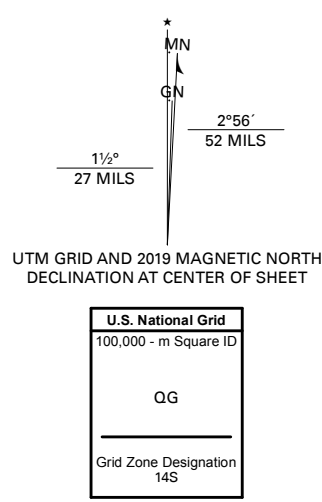 ★
MN
GN
2°56´
52 MILS
1½°
27 MILS
UTM GRID AND 2019 MAGNETIC NORTH
DECLINATION AT CENTER OF SHEET
U.S. National Grid
100,000 - m Square ID
QG
Grid Zone Designation
14S